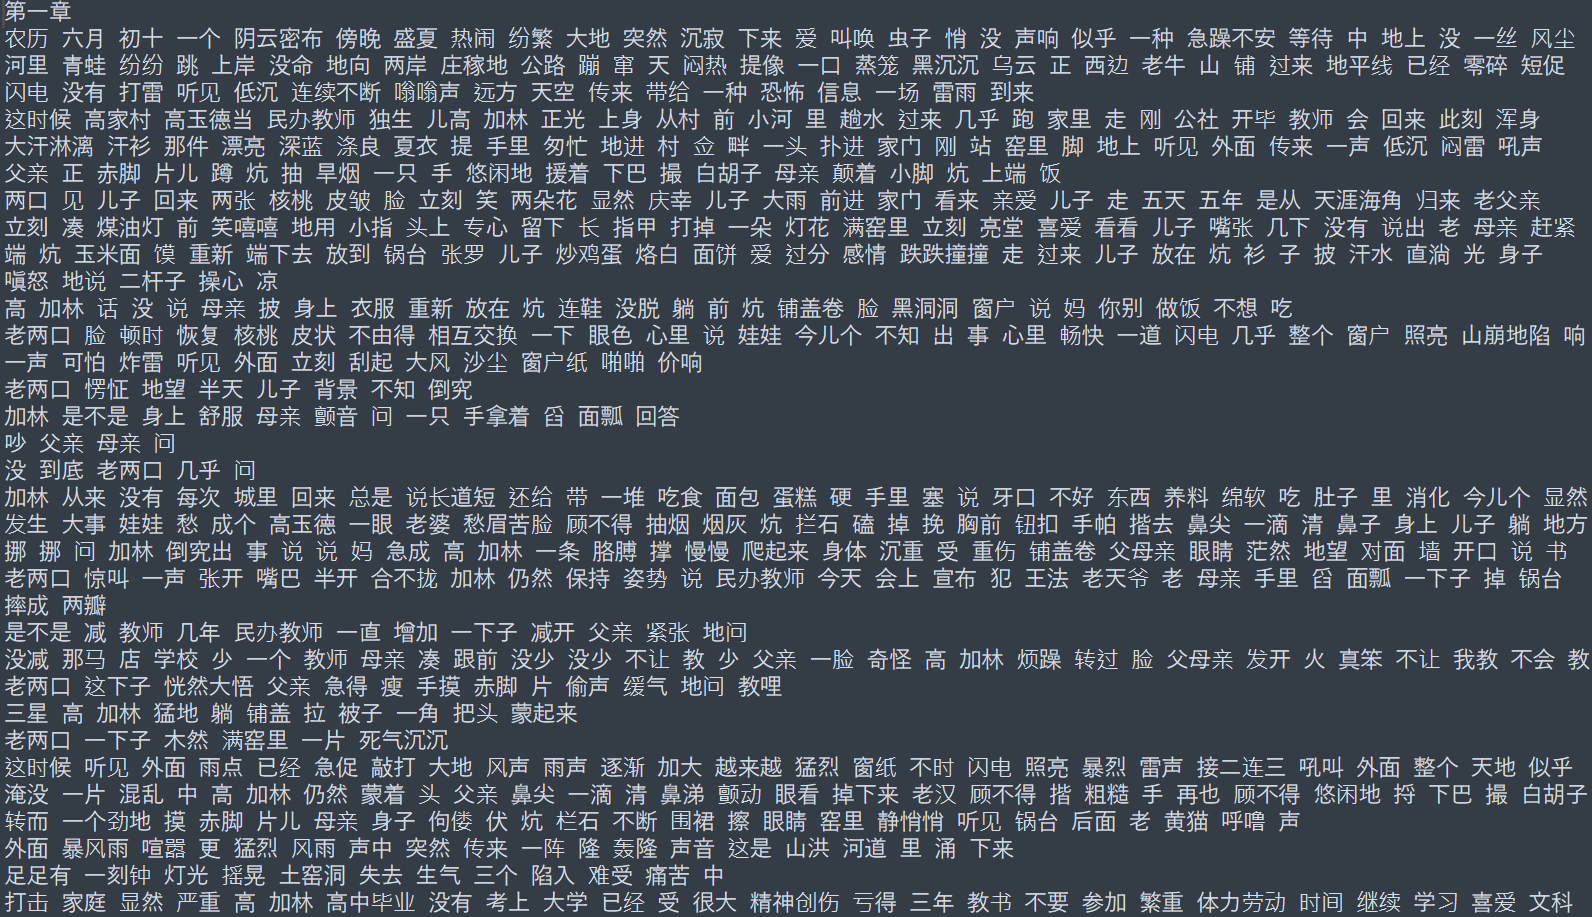 第一章
农历 六月 初十 一个 阴云密布 傍晚 盛夏 热闹 纷繁 大地 突然 沉寂 下来 爱 叫唤 虫子 悄 没 声响 似乎 一种 急躁不安 等待 中 地上 没 一丝 风尘
河里 青蛙 纷纷 跳 上岸 没命 地向 两岸 庄稼地 公路 蹦 窜 天 闷热 提像 一口 蒸笼 黑沉沉 乌云 正 西边 老牛 山 铺 过来 地平线 已经 零碎 短促
闪电 没有 打雷 听见 低沉 连续不断 嗡嗡声 远方 天空 传来 带给 一种 恐怖 信息 一场 雷雨 到来
这时候 高家村 高玉德当 民办教师 独生 儿高 加林 正光 上身 从村 前 小河 里 趟水 过来 几乎 跑 家里 走 刚 公社 开毕 教师 会 回来 此刻 浑身
大汗淋漓 汗衫 那件 漂亮 深蓝 涤良 夏衣 提 手里 匆忙 地进 村 佥 畔 一头 扑进 家门 刚 站 窑里 脚 地上 听见 外面 传来 一声 低沉 闷雷 吼声
父亲 正 赤脚 片儿 蹲 炕 抽 旱烟 一只 手 悠闲地 援着 下巴 撮 白胡子 母亲 颠着 小脚 炕 上端 饭
两口 见 儿子 回来 两张 核桃 皮皱 脸 立刻 笑 两朵花 显然 庆幸 儿子 大雨 前进 家门 看来 亲爱 儿子 走 五天 五年 是从 天涯海角 归来 老父亲
立刻 凑 煤油灯 前 笑嘻嘻 地用 小指 头上 专心 留下 长 指甲 打掉 一朵 灯花 满窑里 立刻 亮堂 喜爱 看看 儿子 嘴张 几下 没有 说出 老 母亲 赶紧
端 炕 玉米面 馍 重新 端下去 放到 锅台 张罗 儿子 炒鸡蛋 烙白 面饼 爱 过分 感情 跌跌撞撞 走 过来 儿子 放在 炕 衫 子 披 汗水 直淌 光 身子
嗔怒 地说 二杆子 操心 凉
高 加林 话 没 说 母亲 披 身上 衣服 重新 放在 炕 连鞋 没脱 躺 前 炕 铺盖卷 脸 黑洞洞 窗户 说 妈 你别 做饭 不想 吃
老两口 脸 顿时 恢复 核桃 皮状 不由得 相互交换 一下 眼色 心里 说 娃娃 今儿个 不知 出 事 心里 畅快 一道 闪电 几乎 整个 窗户 照亮 山崩地陷 响
一声 可怕 炸雷 听见 外面 立刻 刮起 大风 沙尘 窗户纸 啪啪 价响
老两口 愣怔 地望 半天 儿子 背景 不知 倒究
加林 是不是 身上 舒服 母亲 颤音 问 一只 手拿着 舀 面瓢 回答
吵 父亲 母亲 问
没 到底 老两口 几乎 问
加林 从来 没有 每次 城里 回来 总是 说长道短 还给 带 一堆 吃食 面包 蛋糕 硬 手里 塞 说 牙口 不好 东西 养料 绵软 吃 肚子 里 消化 今儿个 显然
发生 大事 娃娃 愁 成个 高玉德 一眼 老婆 愁眉苦脸 顾不得 抽烟 烟灰 炕 拦石 磕 掉 挽 胸前 钮扣 手帕 揩去 鼻尖 一滴 清 鼻子 身上 儿子 躺 地方
挪 挪 问 加林 倒究出 事 说 说 妈 急成 高 加林 一条 胳膊 撑 慢慢 爬起来 身体 沉重 受 重伤 铺盖卷 父母亲 眼睛 茫然 地望 对面 墙 开口 说 书
老两口 惊叫 一声 张开 嘴巴 半开 合不拢 加林 仍然 保持 姿势 说 民办教师 今天 会上 宣布 犯 王法 老天爷 老 母亲 手里 舀 面瓢 一下子 掉 锅台
摔成 两瓣
是不是 减 教师 几年 民办教师 一直 增加 一下子 减开 父亲 紧张 地问
没减 那马 店 学校 少 一个 教师 母亲 凑 跟前 没少 没少 不让 教 少 父亲 一脸 奇怪 高 加林 烦躁 转过 脸 父母亲 发开 火 真笨 不让 我教 不会 教
老两口 这下子 恍然大悟 父亲 急得 瘦 手摸 赤脚 片 偷声 缓气 地问 教哩
三星 高 加林 猛地 躺 铺盖 拉 被子 一角 把头 蒙起来
老两口 一下子 木然 满窑里 一片 死气沉沉
这时候 听见 外面 雨点 已经 急促 敲打 大地 风声 雨声 逐渐 加大 越来越 猛烈 窗纸 不时 闪电 照亮 暴烈 雷声 接二连三 吼叫 外面 整个 天地 似乎
淹没 一片 混乱 中 高 加林 仍然 蒙着 头 父亲 鼻尖 一滴 清 鼻涕 颤动 眼看 掉下来 老汉 顾不得 揩 粗糙 手 再也 顾不得 悠闲地 捋 下巴 撮 白胡子
转而 一个劲地 摸 赤脚 片儿 母亲 身子 佝偻 伏 炕 栏石 不断 围裙 擦 眼睛 窑里 静悄悄 听见 锅台 后面 老 黄猫 呼噜 声
外面 暴风雨 喧嚣 更 猛烈 风雨 声中 突然 传来 一阵 隆 轰隆 声音 这是 山洪 河道 里 涌 下来
足足有 一刻钟 灯光 摇晃 土窑洞 失去 生气 三个 陷入 难受 痛苦 中
打击 家庭 显然 严重 高 加林 高中毕业 没有 考上 大学 已经 受 很大 精神创伤 亏得 三年 教书 不要 参加 繁重 体力劳动 时间 继续 学习 喜爱 文科